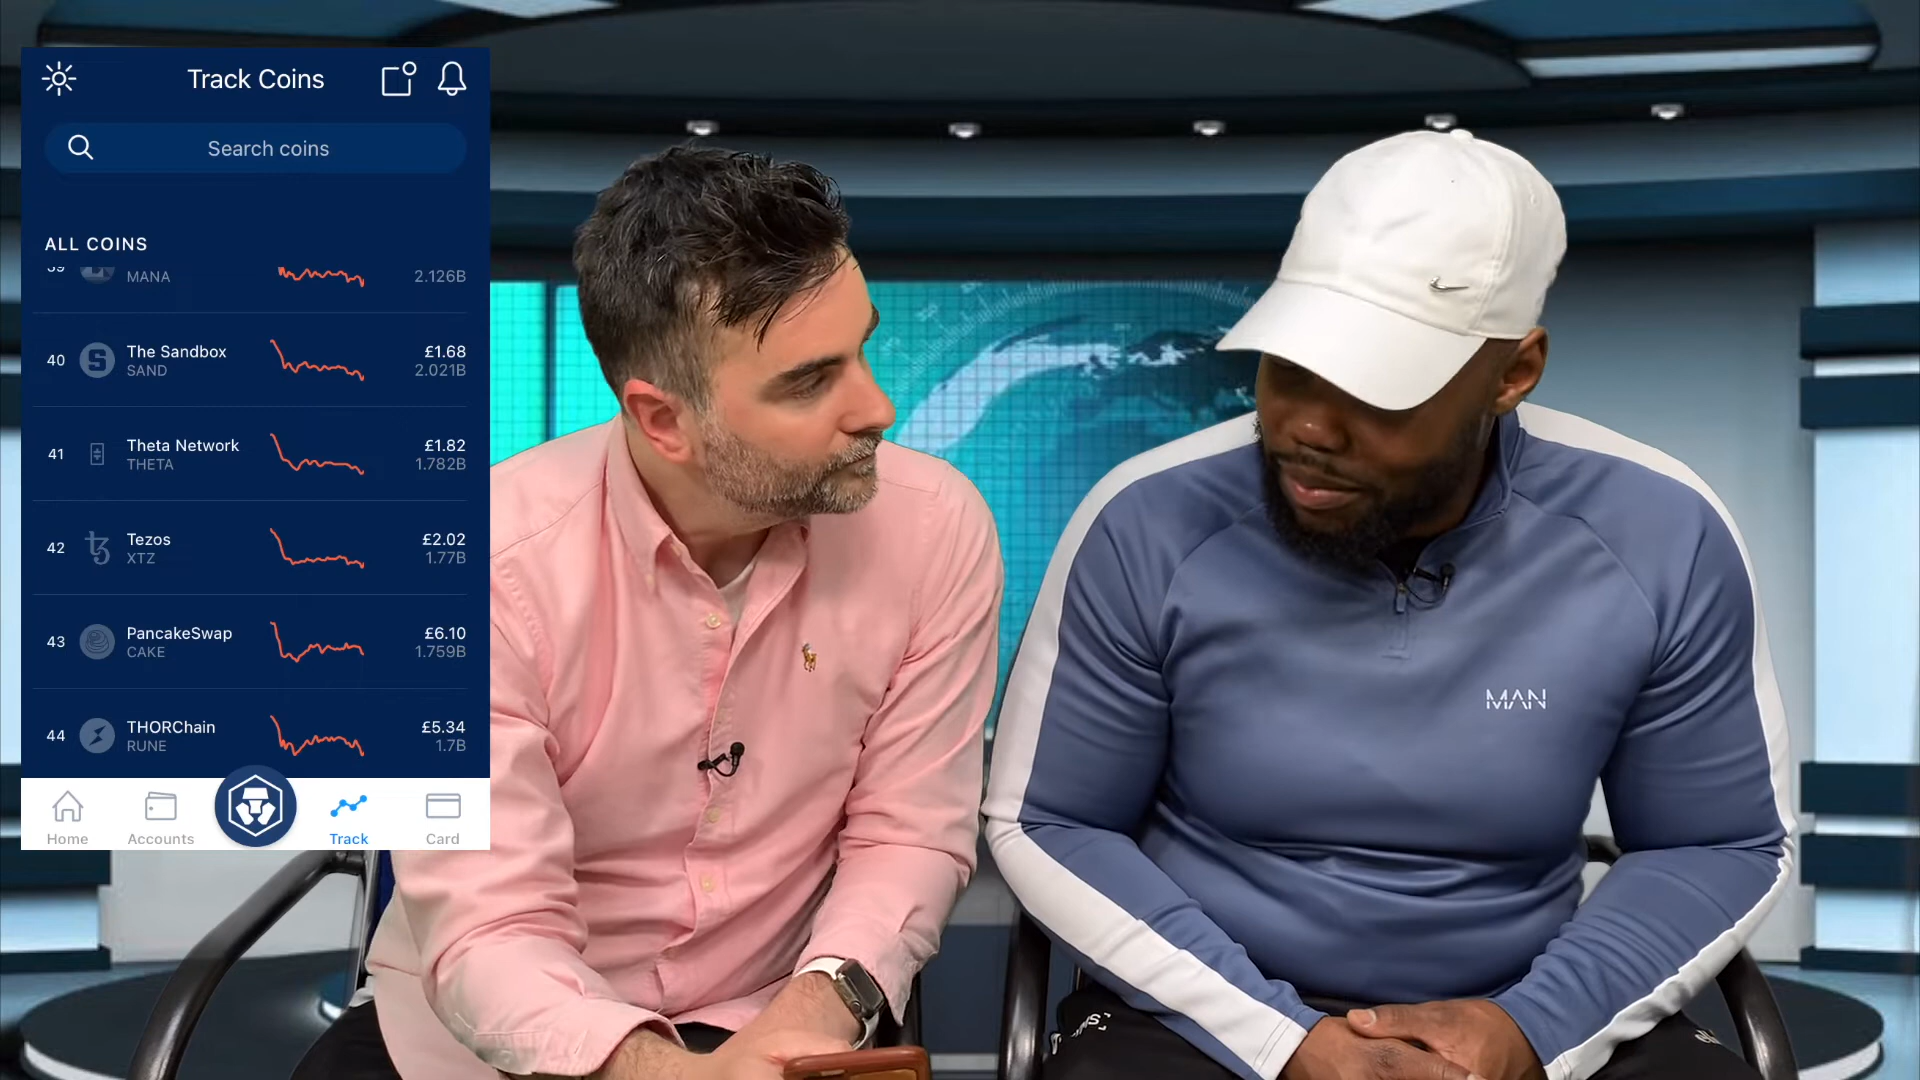 Track Coins
Search coins
ALL COINS
39
MANA
2.126B
40
The Sandbox
£1.68
SAND
2.021B
41
Theta Network
£1.82
THETA
1.782B
42
Tezos
£2.02
XTZ
1.77B
43
PancakeSwap
£6.10
CAKE
1.759B
44
THORChain
£5.34
RUNE
1.7B
Home
Accounts
Track
Card
MAN